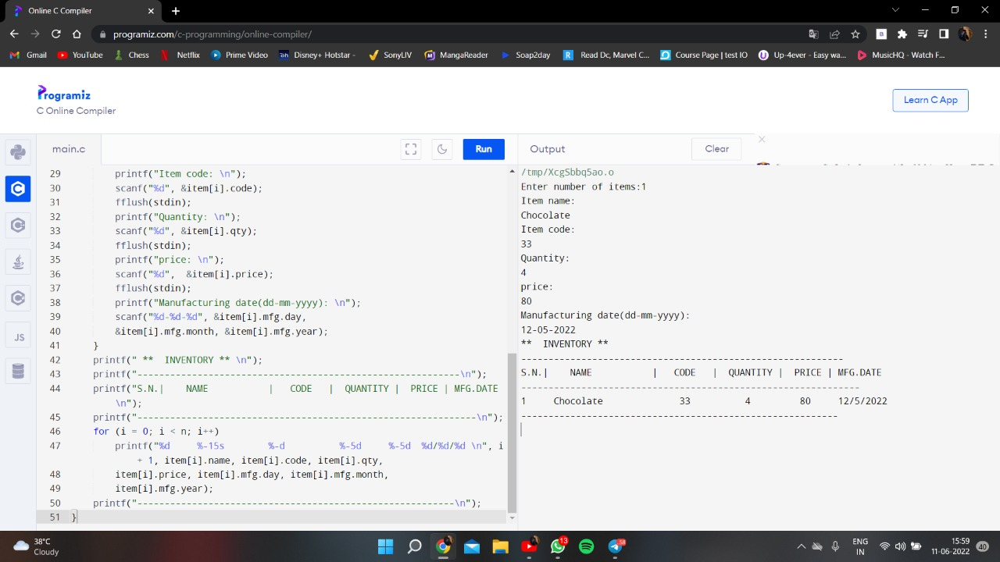 Online C Compiler
programiz.com/c-programming/online-compiler/
Gmail YouTube Chess Netflix Prime Video Disney+ Hotstar - SonyLIV MangaReader Soap2day Read Dc, Marvel C... Course Page | test IO Up-4ever - Easy wa... MusicHQ - Watch F...
Programiz
C Online Compiler
Learn C App
main.c
Run
Output
Clear
29 printf("Item code: \n");
30 scanf("%d", &item[i].code);
31 fflush(stdin);
32 printf("Quantity: \n");
33 scanf("%d", &item[i].qty);
34 fflush(stdin);
35 printf("price: \n");
36 scanf("%d",  &item[i].price);
37 fflush(stdin);
38 printf("Manufacturing date(dd-mm-yyyy): \n");
39 scanf("%d-%d-%d", &item[i].mfg.day,
40 &item[i].mfg.month, &item[i].mfg.year);
41 }
42 printf(" **  INVENTORY ** \n");
43 printf("-----------------------------------------------------------\n");
44 printf("S.N.|    NAME           |   CODE   |  QUANTITY |  PRICE | MFG.DATE
\n");
45 printf("--------------------------------------------------------------\n");
46 for (i = 0; i < n; i++)
47 printf("%d     %-15s        %-d          %-5d     %-5d  %d/%d/%d \n", i
+ 1, item[i].name, item[i].code, item[i].qty,
48 item[i].price, item[i].mfg.day, item[i].mfg.month,
49 item[i].mfg.year);
50 printf("----------------------------------------------------------\n");
51 }
/tmp/XcgSbbq5ao.o
Enter number of items:1
Item name:
Chocolate
Item code:
33
Quantity:
4
price:
80
Manufacturing date(dd-mm-yyyy):
12-05-2022
**  INVENTORY **
-----------------------------------------------------------
S.N.|    NAME           |   CODE   |  QUANTITY |  PRICE | MFG.DATE
--------------------------------------------------------------
1     Chocolate              33          4         80     12/5/2022
----------------------------------------------------------
JS
38°C
Cloudy
13
58
ENG
IN
15:59
11-06-2022
40